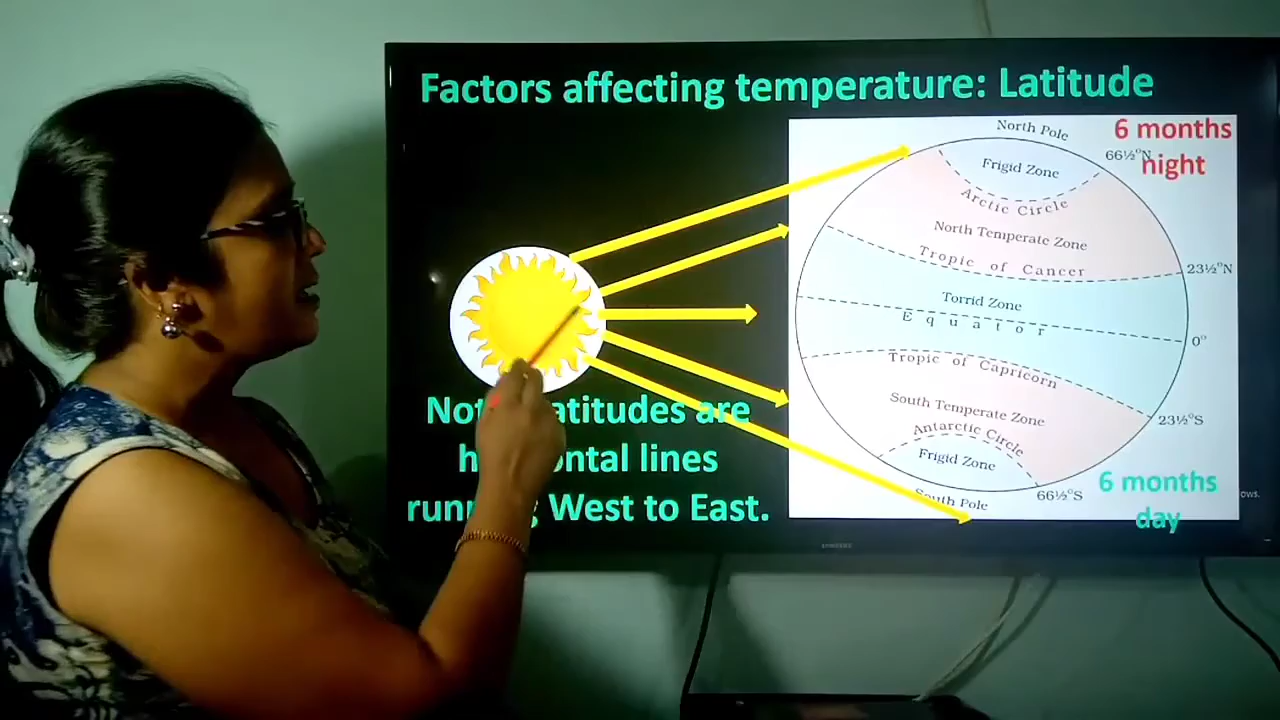 Factors affecting temperature: Latitude
North Pole
6 months
night
66½°N
Frigid Zone
Arctic Circle
North Temperate Zone
Tropic of Cancer
23½°N
Torrid Zone
Equator
0°
Tropic of Capricorn
South Temperate Zone
23½°S
Antarctic Circle
Frigid Zone
South Pole
66½°S
6 months
day
are
lines
West to East.
SAMSUNG